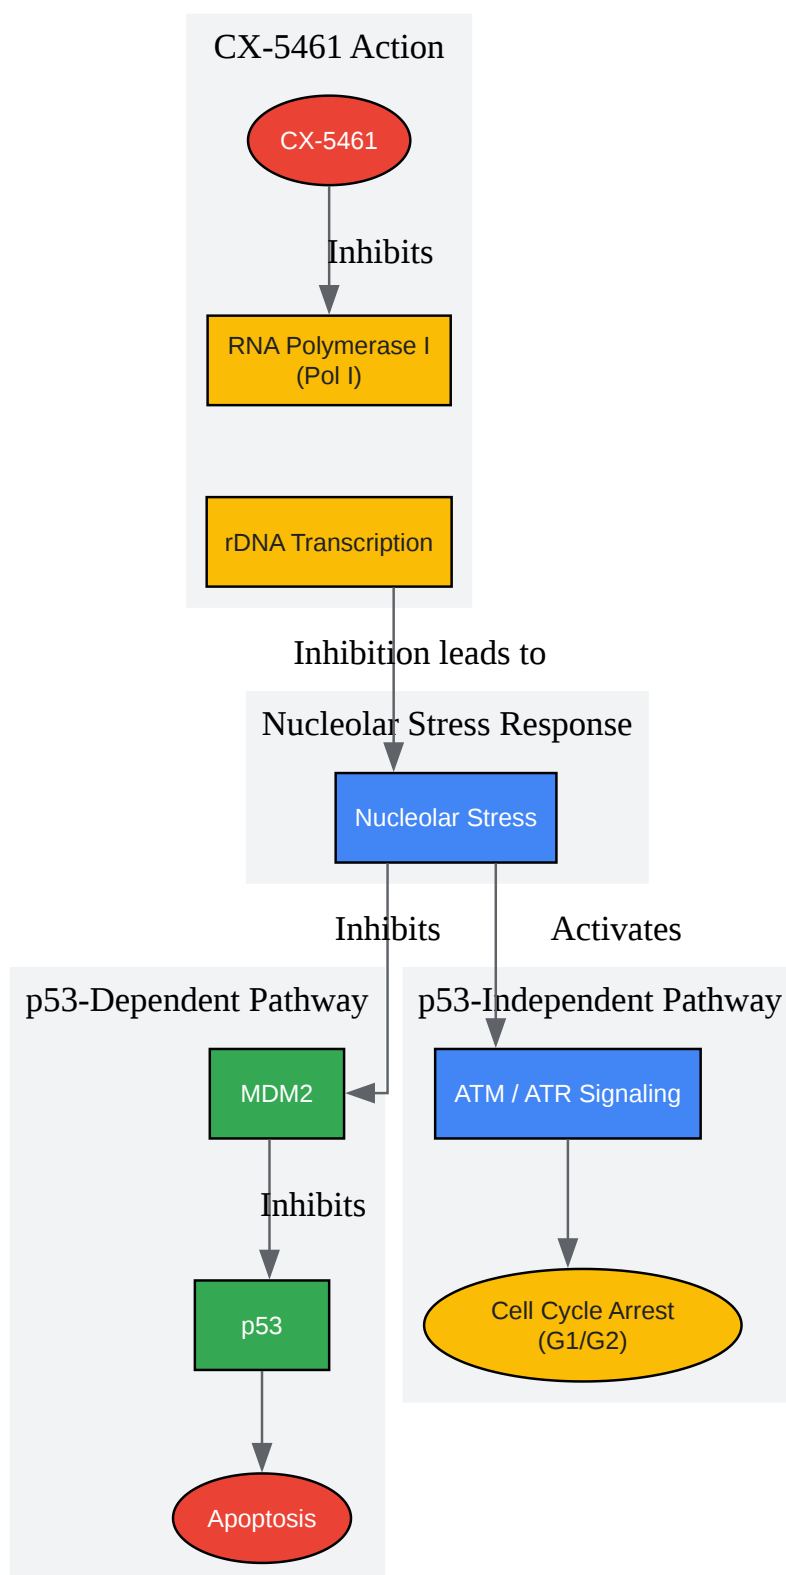 CX-5461 Action
CX-5461
Inhibits
RNA Polymerase I
(Pol I)
rDNA Transcription
Inhibition leads to
Nucleolar Stress Response
Nucleolar Stress
Inhibits
Activates
p53-Dependent Pathway
p53-Independent Pathway
MDM2
ATM / ATR Signaling
Inhibits
p53
Cell Cycle Arrest
(G1/G2)
Apoptosis